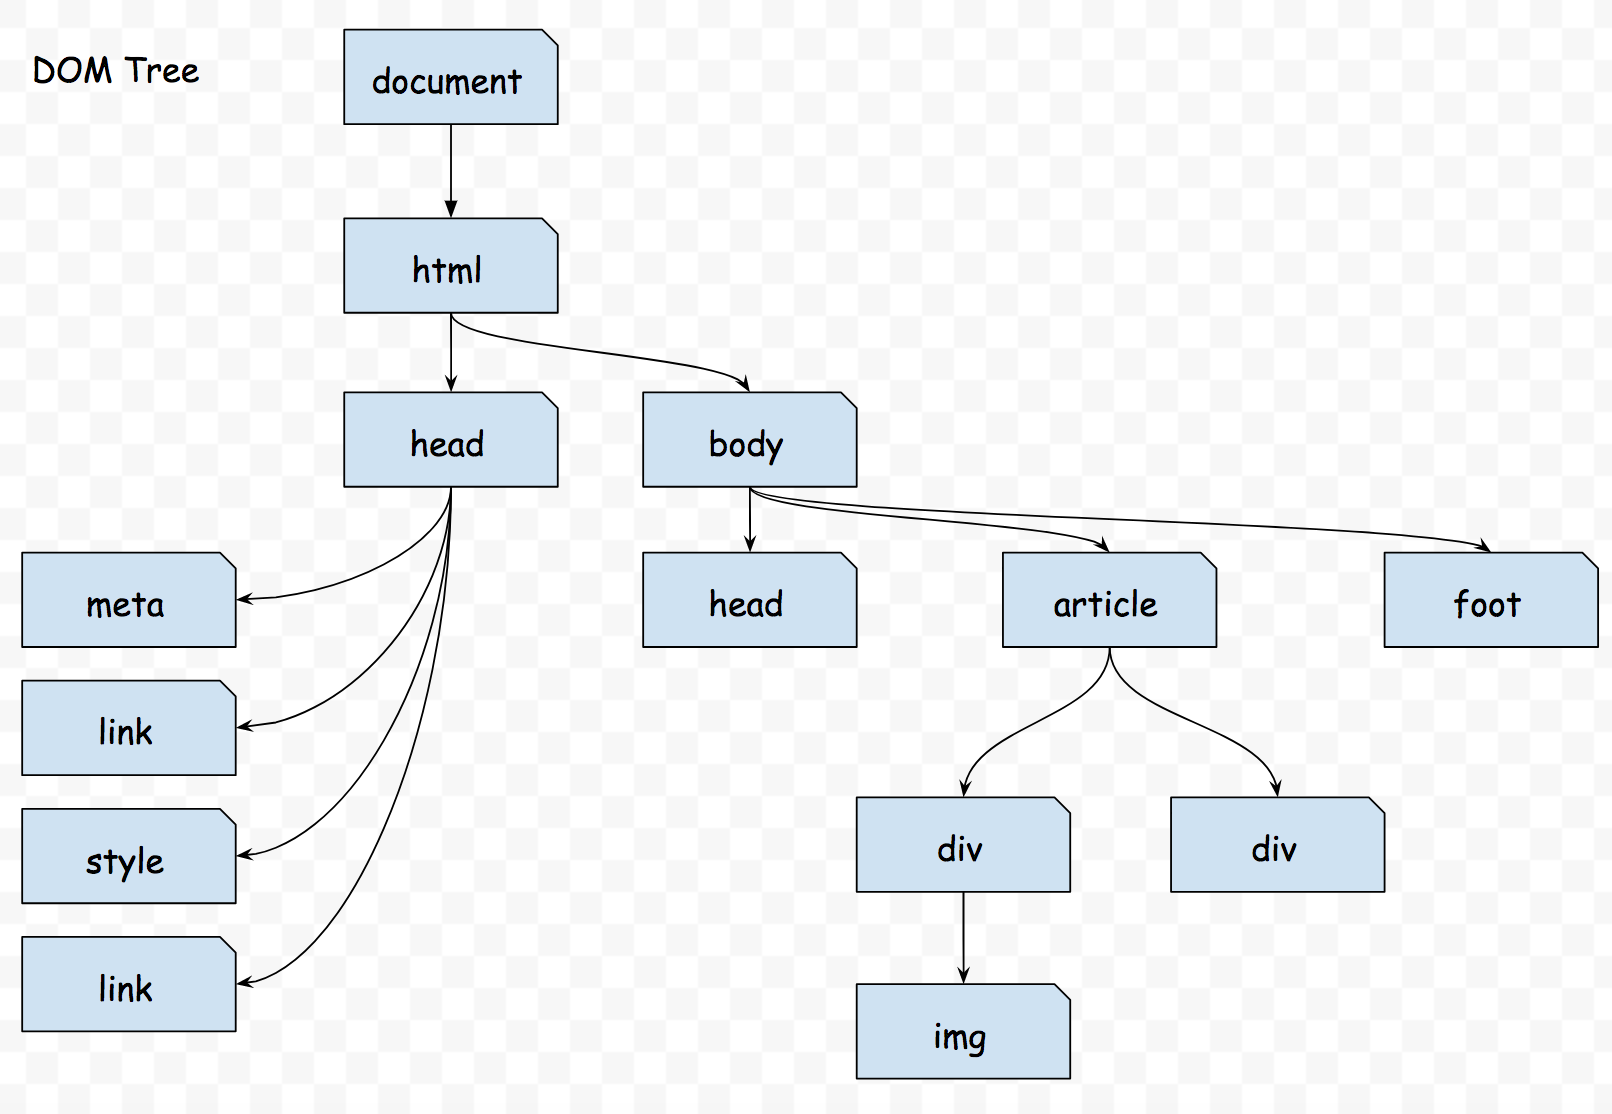 DOM Tree
document
html
head
body
meta
head
article
foot
link
style
div
div
link
img